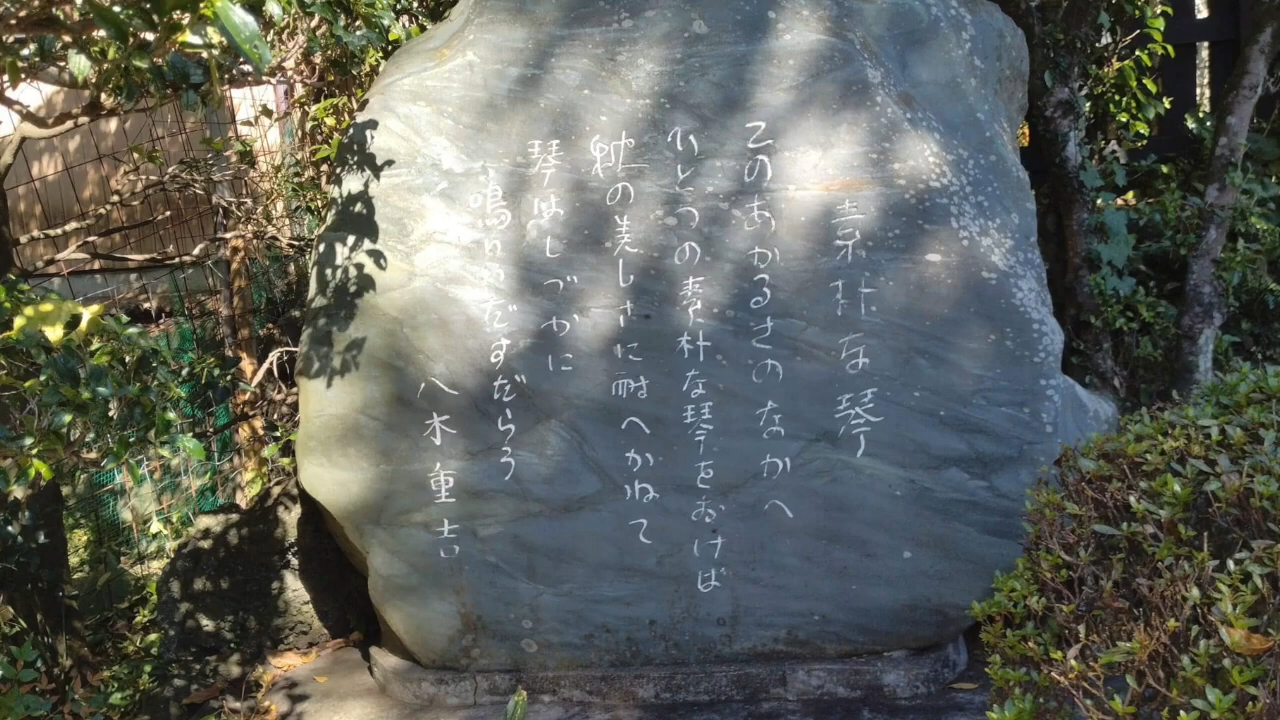 素朴な琴
このあかるさのなかへ
ひとつの素朴な琴をおけば
秋の美しさに耐へかねて
琴はしづかに
鳴りいだすだらう
八木重吉